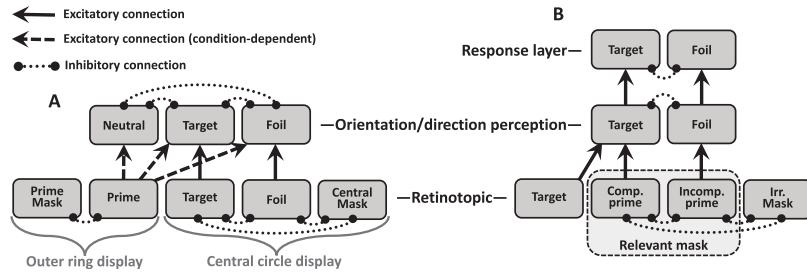 Excitatory connection
Excitatory connection (condition-dependent)
Inhibitory connection
A
Neutral
Target
Foil
Prime
Mask
Prime
Target
Foil
Central
Mask
Outer ring display
Central circle display
B
Response layer
Target
Foil
Orientation/direction perception
Target
Foil
Retinotopic
Target
Comp.
prime
Incomp.
prime
Irr.
Mask
Relevant mask